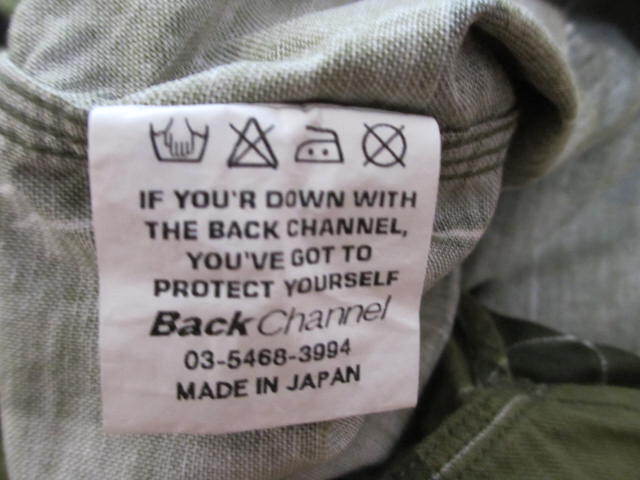 IF YOU'R DOWN WITH
THE BACK CHANNEL,
YOU'VE GOT TO
PROTECT YOURSELF
Back Channel
03-5468-3994
MADE IN JAPAN